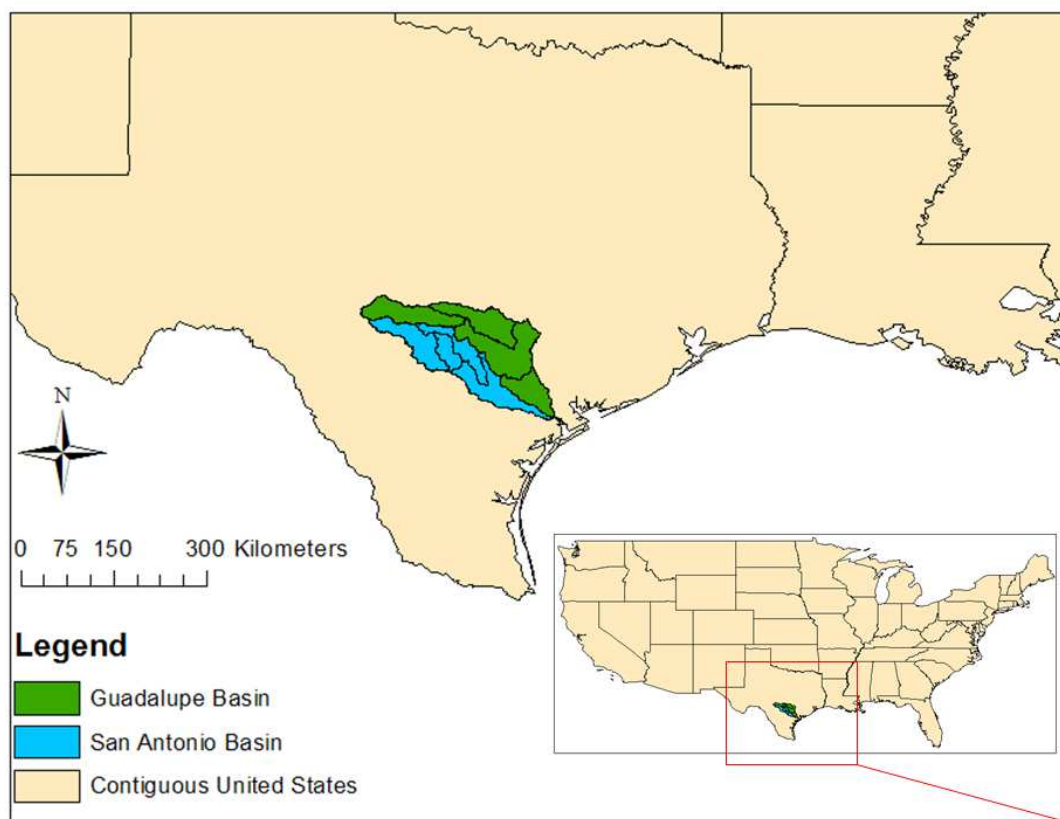 N
0 75 150 300 Kilometers
Legend
Guadalupe Basin
San Antonio Basin
Contiguous United States